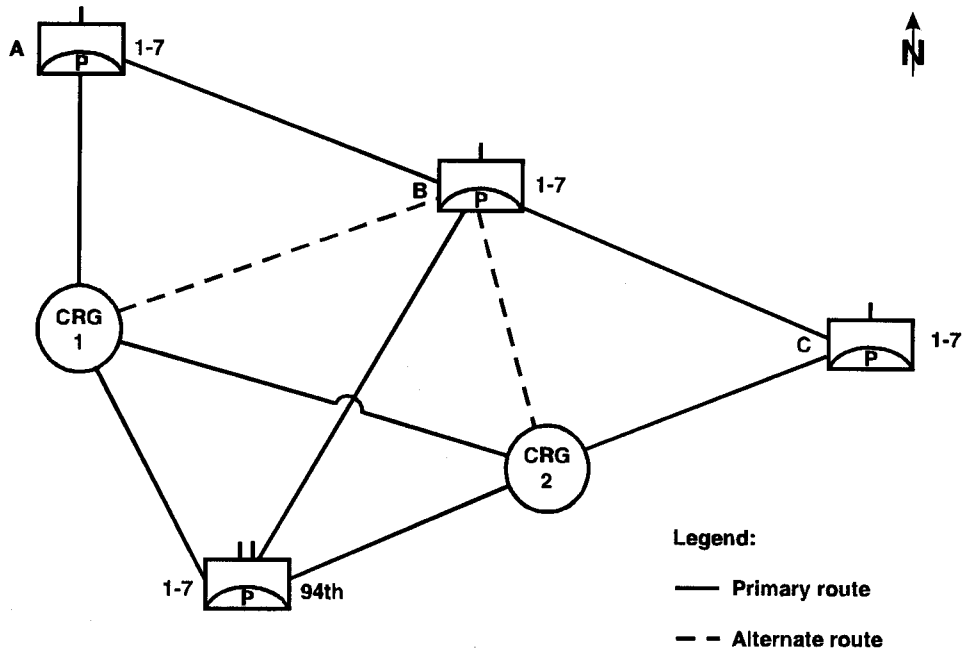 A
P
1-7
N
B
P
1-7
CRG
1
C
P
1-7
CRG
2
1-7
P
94th
Legend:
Primary route
Alternate route